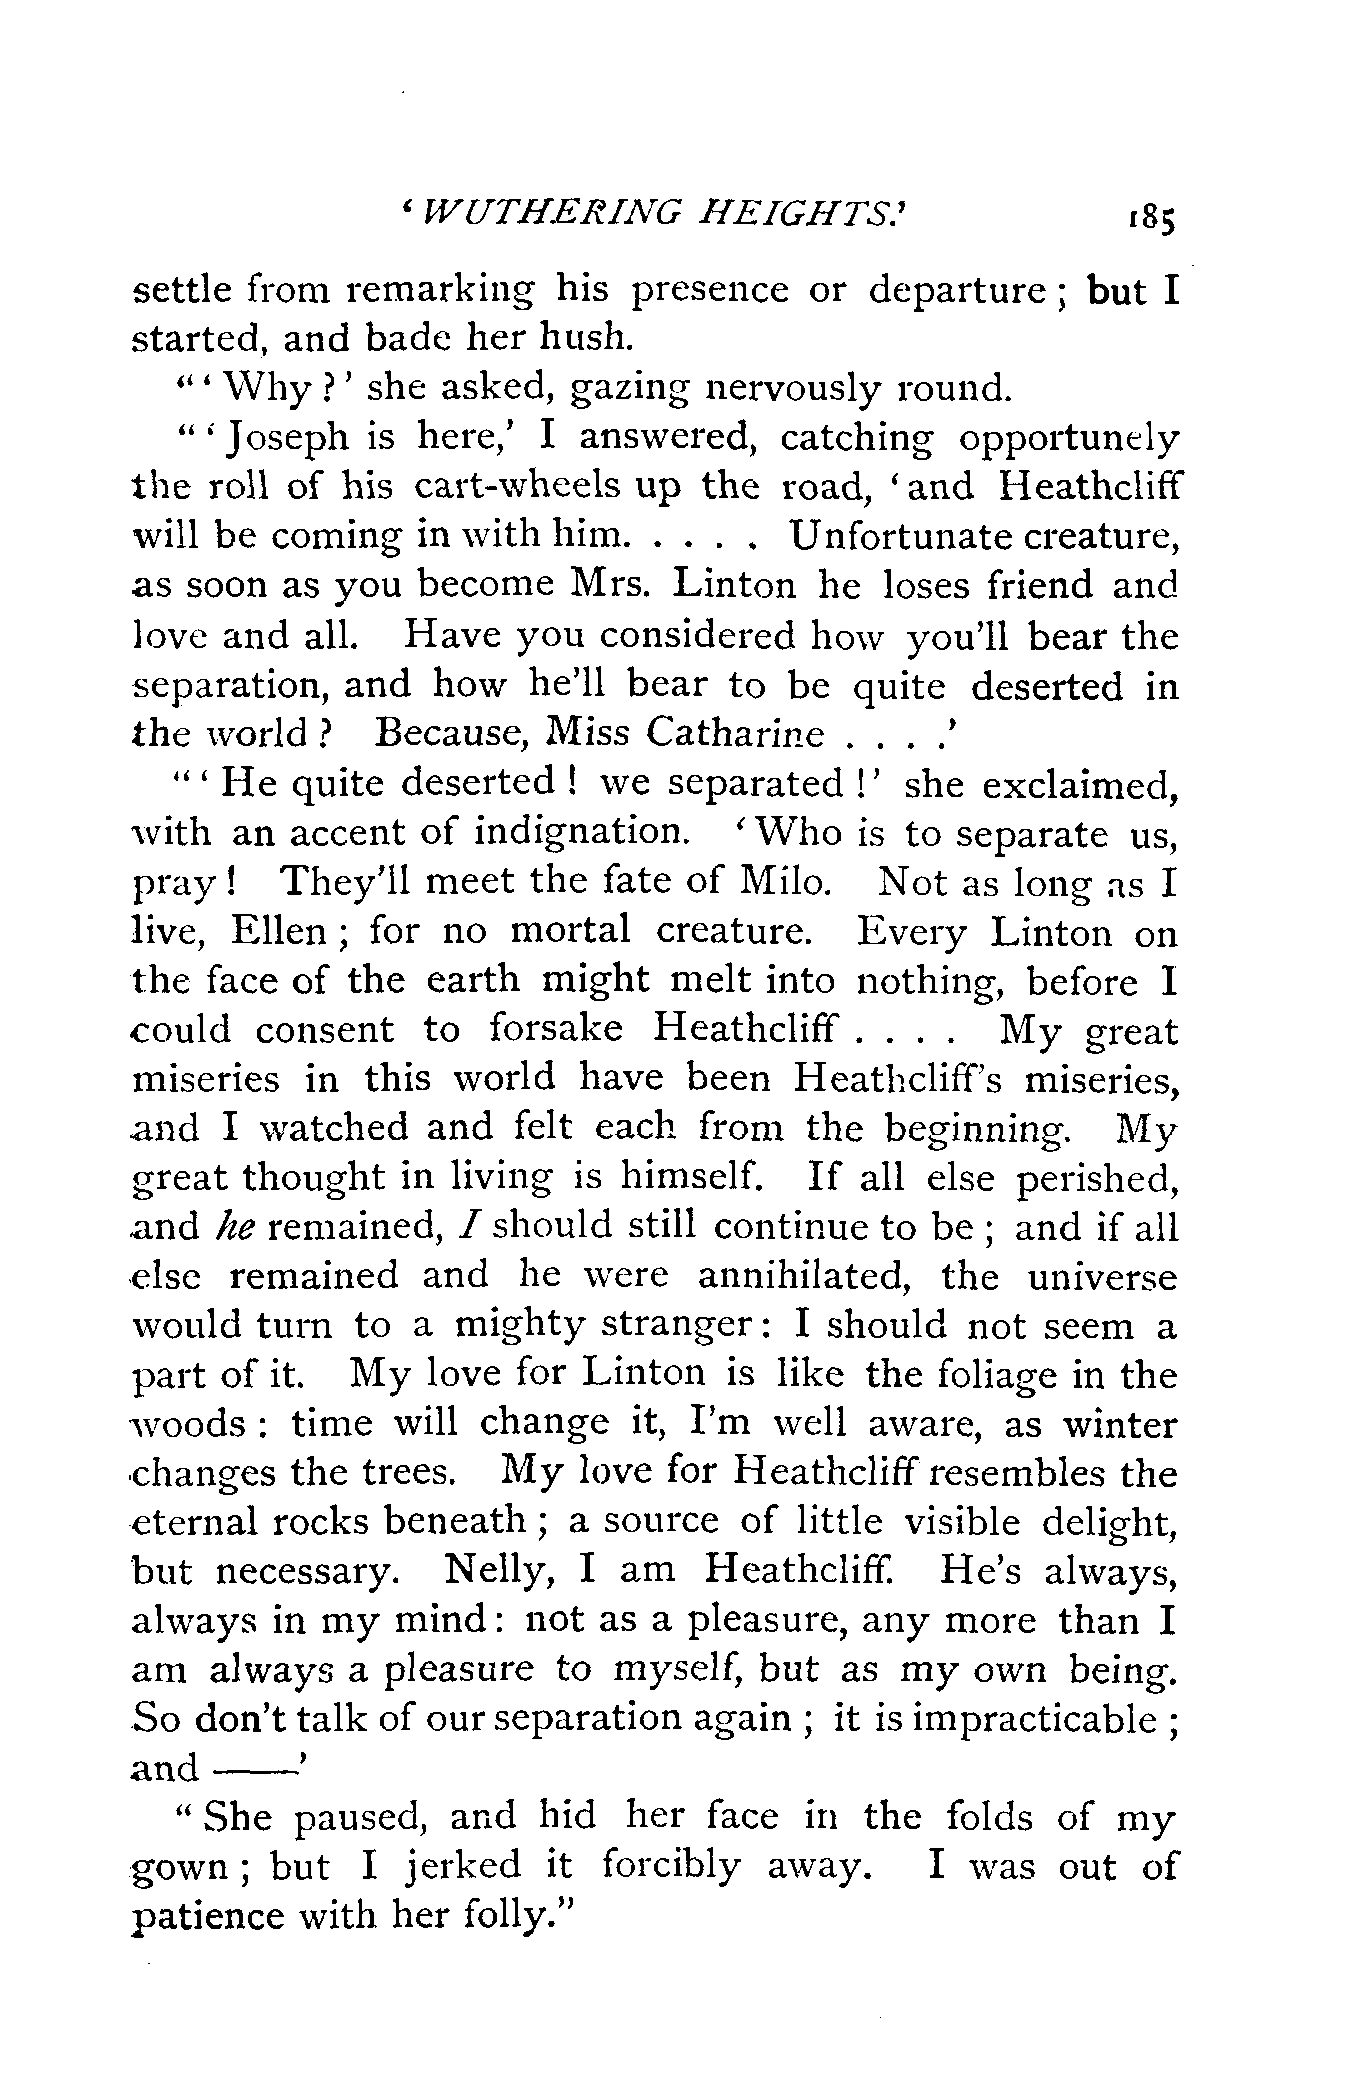 ‘ WUTHERING HEIGHTS.’ 185
settle from remarking his presence or departure ; but I
started, and bade her hush.
“ ‘ Why ? ’ she asked, gazing nervously round.
“ ‘ Joseph is here,’ I answered, catching opportunely
the roll of his cart-wheels up the road, ‘ and Heathcliff
will be coming in with him. . . . . Unfortunate creature,
as soon as you become Mrs. Linton he loses friend and
love and all. Have you considered how you’ll bear the
separation, and how he’ll bear to be quite deserted in
the world ? Because, Miss Catharine . . . .’
“ ‘ He quite deserted ! we separated ! ’ she exclaimed,
with an accent of indignation. ‘ Who is to separate us,
pray ! They’ll meet the fate of Milo. Not as long as I
live, Ellen ; for no mortal creature. Every Linton on
the face of the earth might melt into nothing, before I
could consent to forsake Heathcliff . . . . My great
miseries in this world have been Heathcliff’s miseries,
and I watched and felt each from the beginning. My
great thought in living is himself. If all else perished,
and he remained, I should still continue to be ; and if all
else remained and he were annihilated, the universe
would turn to a mighty stranger : I should not seem a
part of it. My love for Linton is like the foliage in the
woods : time will change it, I’m well aware, as winter
changes the trees. My love for Heathcliff resembles the
eternal rocks beneath ; a source of little visible delight,
but necessary. Nelly, I am Heathcliff. He’s always,
always in my mind : not as a pleasure, any more than I
am always a pleasure to myself, but as my own being.
So don’t talk of our separation again ; it is impracticable ;
and ——’
“ She paused, and hid her face in the folds of my
gown ; but I jerked it forcibly away. I was out of
patience with her folly.”